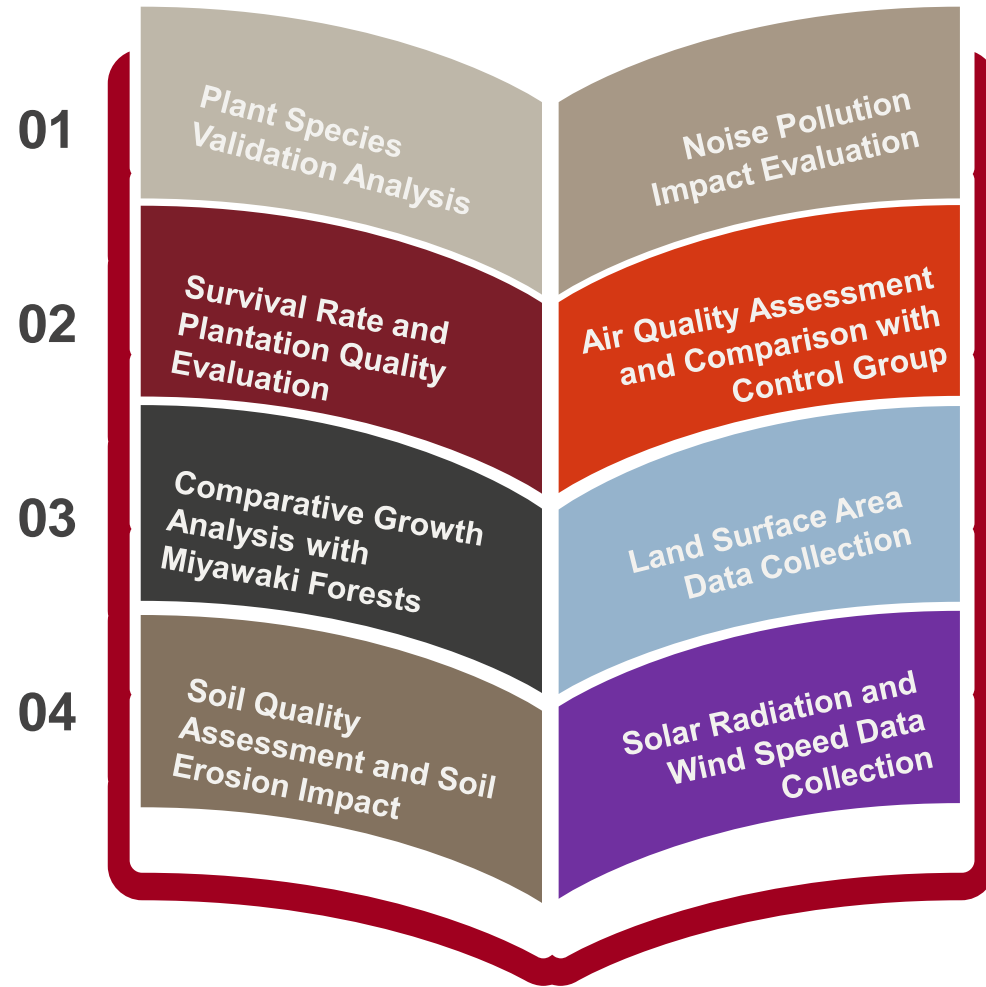 01
Plant Species
Validation Analysis
Noise Pollution
Impact Evaluation
02
Survival Rate and
Plantation Quality
Evaluation
Air Quality Assessment
and Comparison with
Control Group
03
Comparative Growth
Analysis with
Miyawaki Forests
Land Surface Area
Data Collection
04
Soil Quality
Assessment and Soil
Erosion Impact
Solar Radiation and
Wind Speed Data
Collection